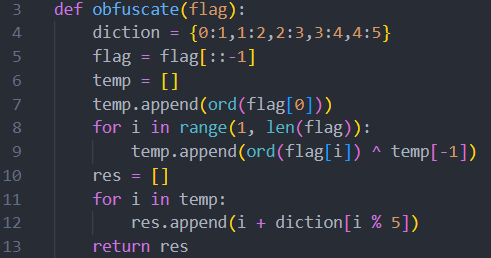 3 def obfuscate(flag):
4 diction = {0:1,1:2,2:3,3:4,4:5}
5 flag = flag[::-1]
6 temp = []
7 temp.append(ord(flag[0]))
8 for i in range(1, len(flag)):
9 temp.append(ord(flag[i]) ^ temp[-1])
10 res = []
11 for i in temp:
12 res.append(i + diction[i % 5])
13 return res